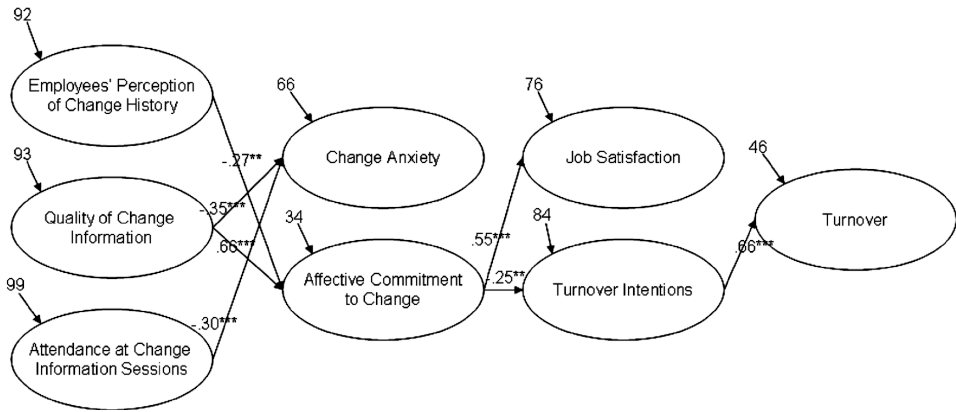 92
Employees' Perception
of Change History
93
Quality of Change
Information
99
Attendance at Change
Information Sessions
-.27**
-.35***
.66***
-.30***
66
Change Anxiety
34
Affective Commitment
to Change
.55***
-.25**
76
Job Satisfaction
84
Turnover Intentions
.66***
46
Turnover